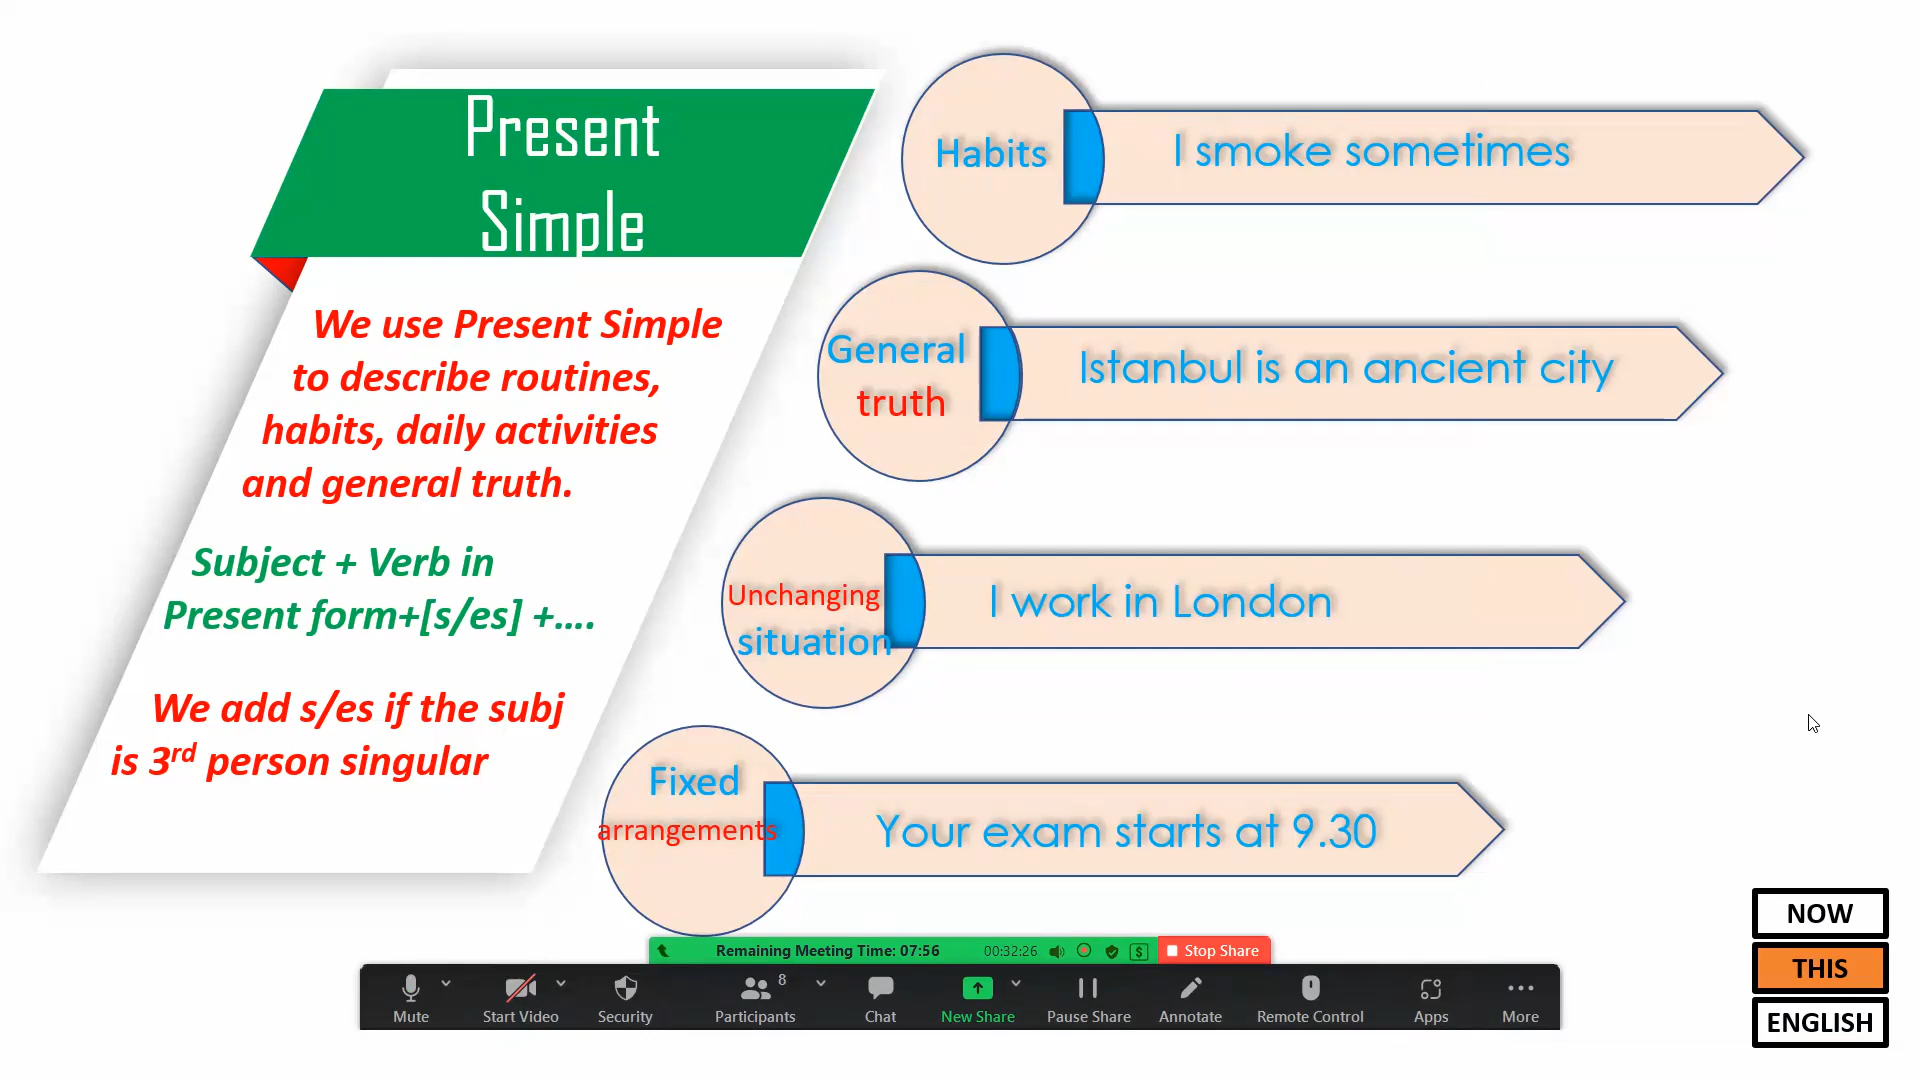 Present
Simple
We use Present Simple
to describe routines,
habits, daily activities
and general truth.
Subject + Verb in
Present form+[s/es] +....
We add s/es if the subj
is 3rd person singular
Habits
I smoke sometimes
General
truth
Istanbul is an ancient city
Unchanging
situation
I work in London
Fixed
arrangements
Your exam starts at 9.30
NOW
THIS
ENGLISH
Remaining Meeting Time: 07:56
00:32:26
Stop Share
8
Mute
Start Video
Security
Participants
Chat
New Share
Pause Share
Annotate
Remote Control
Apps
More